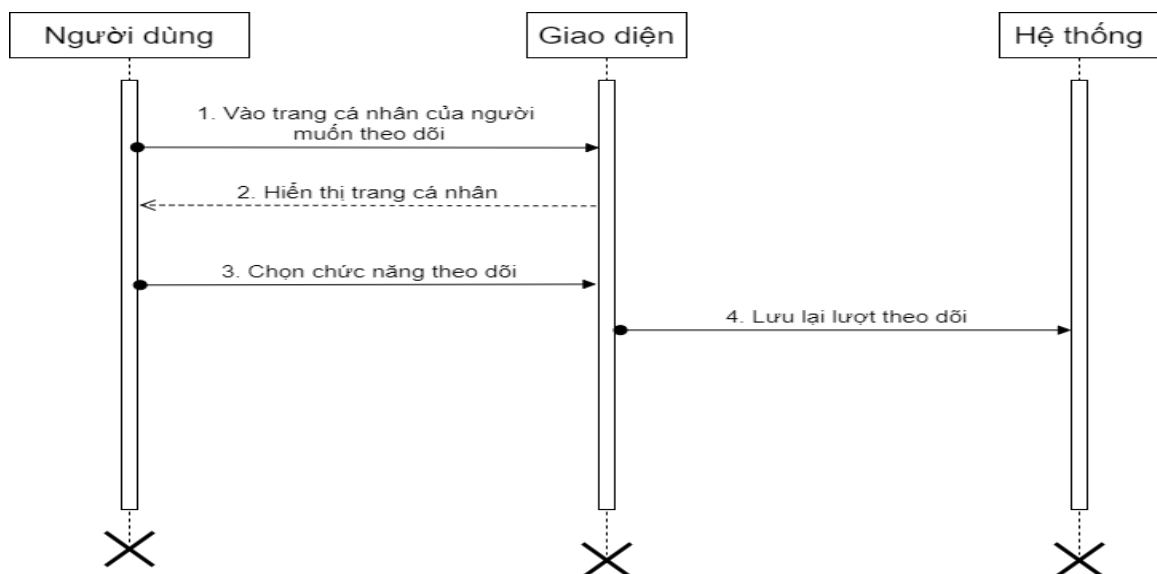 Người dùng
Giao diện
Hệ thống
1. Vào trang cá nhân của người
muốn theo dõi
2. Hiển thị trang cá nhân
3. Chọn chức năng theo dõi
4. Lưu lại lượt theo dõi